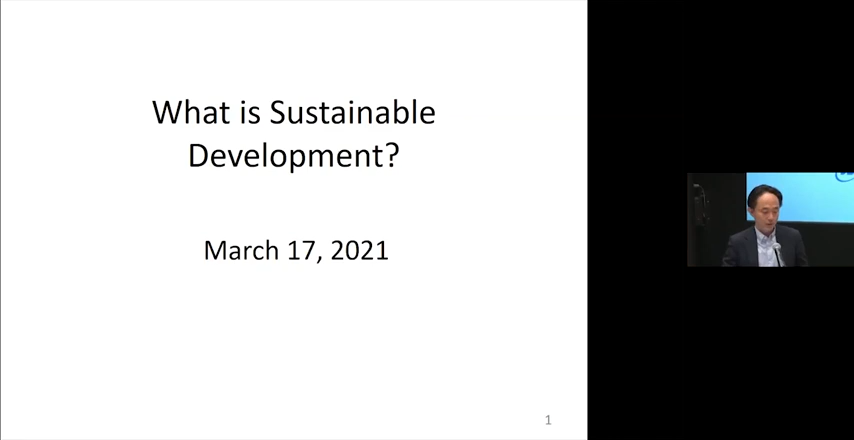 What is Sustainable
Development?
March 17, 2021
1